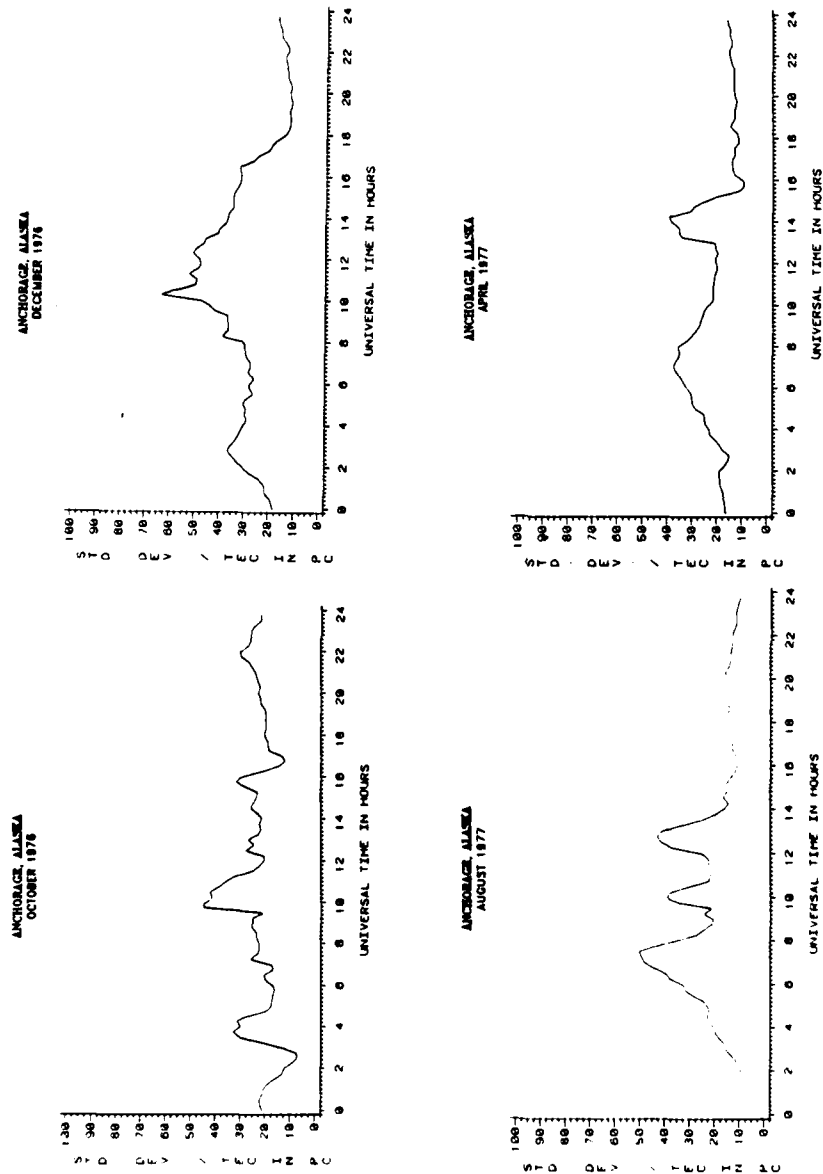 ANCHORAGE, ALASKA
OCTOBER 1976
STD DEV / TEC IN PC
100
90
80
70
60
50
40
30
20
10
0
0 2 4 6 8 10 12 14 16 18 20 22 24
UNIVERSAL TIME IN HOURS
ANCHORAGE, ALASKA
DECEMBER 1976
STD DEV / TEC IN PC
100
90
80
70
60
50
40
30
20
10
0
0 2 4 6 8 10 12 14 16 18 20 22 24
UNIVERSAL TIME IN HOURS
ANCHORAGE, ALASKA
AUGUST 1977
STD DEV / TEC IN PC
100
90
80
70
60
50
40
30
20
10
0
0 2 4 6 8 10 12 14 16 18 20 22 24
UNIVERSAL TIME IN HOURS
ANCHORAGE, ALASKA
APRIL 1977
STD DEV / TEC IN PC
100
90
80
70
60
50
40
30
20
10
0
0 2 4 6 8 10 12 14 16 18 20 22 24
UNIVERSAL TIME IN HOURS